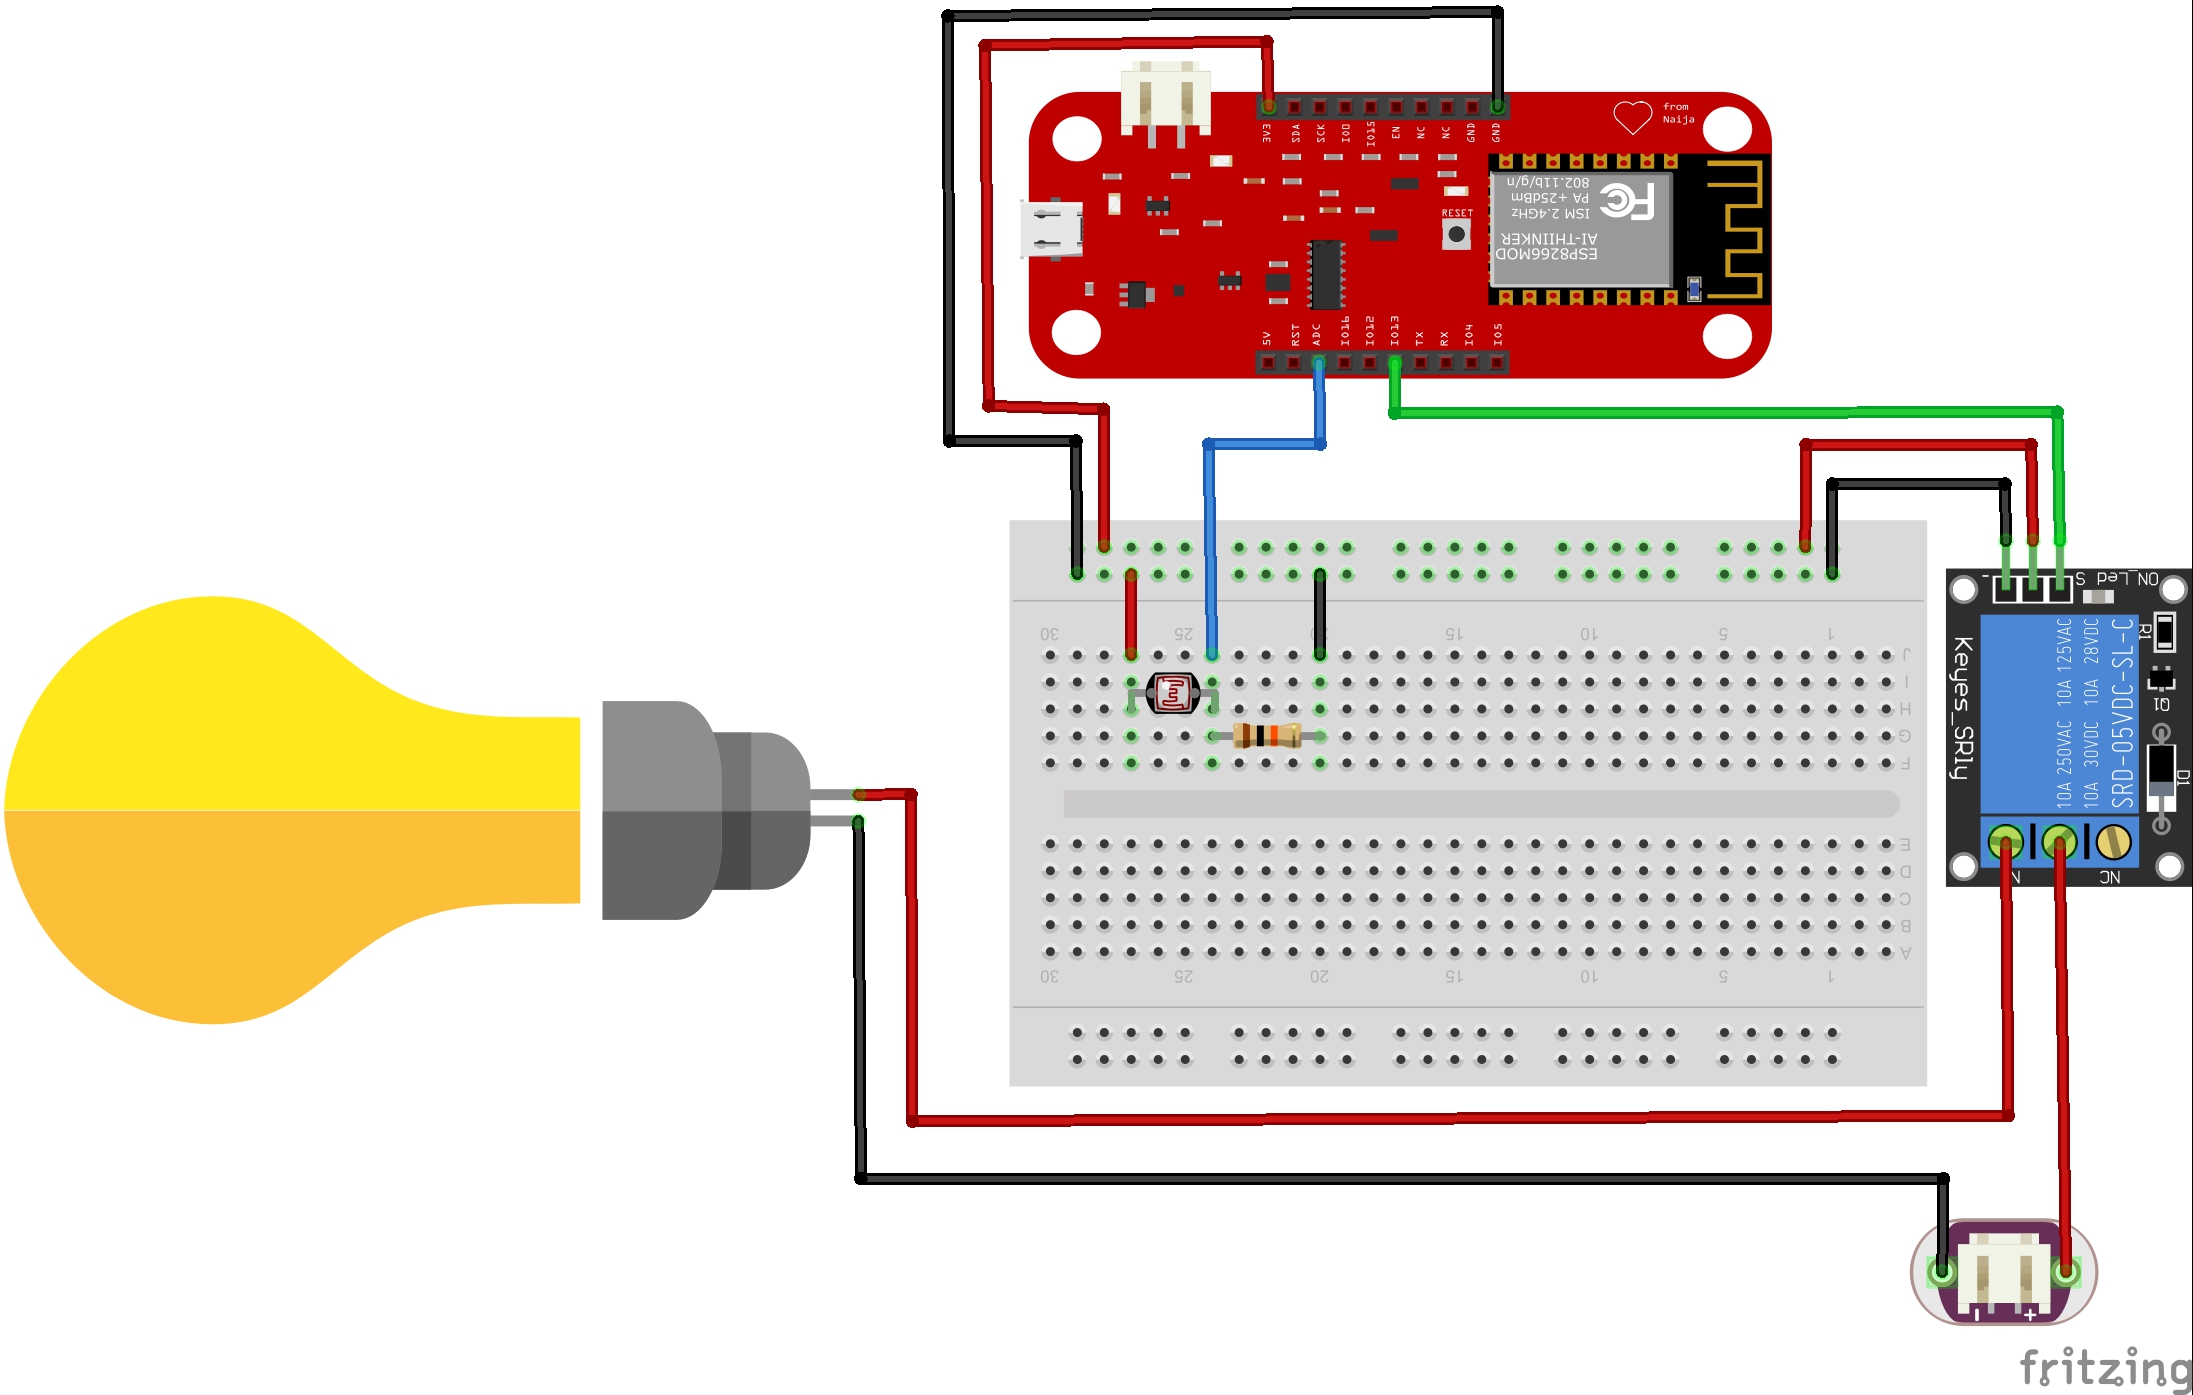 from
Naija
3V3
SDA
SCK
IO0
IO15
EN
NC
NC
GND
GND
802.11b/g/n
PA +25dBm
ISM 2.4GHz
AI-THIINKER
ESP8266MOD
FC
RESET
5V
RST
ADC
IO16
IO12
IO13
TX
RX
IO4
IO5
30
25
15
10
5
1
J
I
H
G
F
E
D
C
B
A
30
25
20
15
10
5
1
- S ON_Led
Keyes_SRly
10A 250VAC 10A 125VAC
10A 30VDC 10A 28VDC
SRD-05VDC-SL-C
R1
Q1
D1
N
NC
- +
fritzing